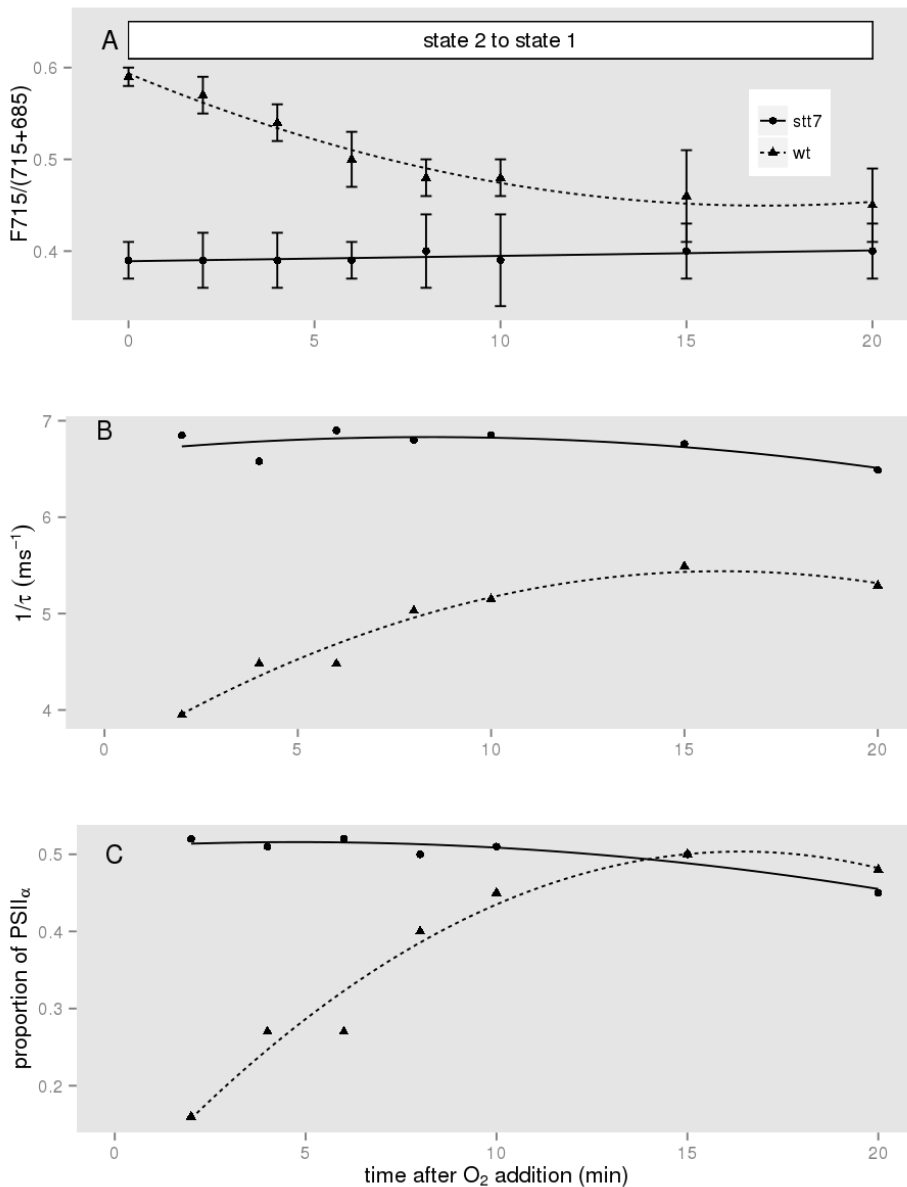 A
state 2 to state 1
F715/(715+685)
0.6
0.5
0.4
stt7
wt
0 5 10 15 20
B
1/τ (ms⁻¹)
7
6
5
4
0 5 10 15 20
C
proportion of PSIIα
0.5
0.4
0.3
0.2
0 5 10 15 20
time after O₂ addition (min)